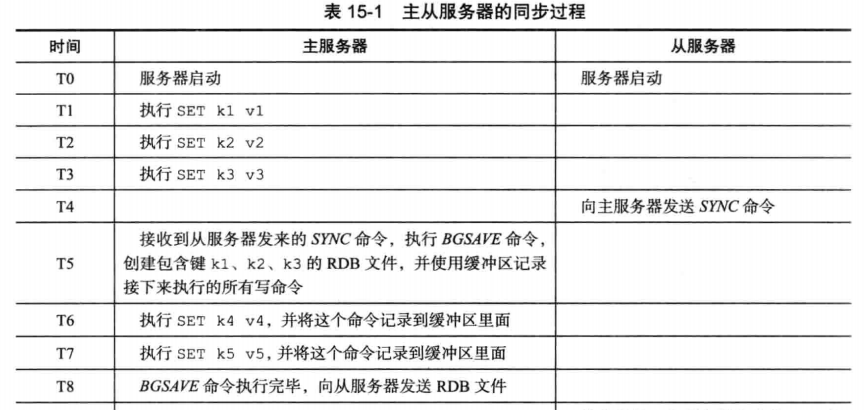 表 15-1 主从服务器的同步过程
时间 主服务器 从服务器
T0 服务器启动 服务器启动
T1 执行 SET k1 v1
T2 执行 SET k2 v2
T3 执行 SET k3 v3
T4 向主服务器发送 SYNC 命令
接收到从服务器发来的 SYNC 命令，执行 BGSAVE 命令，
T5 创建包含键 k1、k2、k3 的 RDB 文件，并使用缓冲区记录
接下来执行的所有写命令
T6 执行 SET k4 v4，并将这个命令记录到缓冲区里面
T7 执行 SET k5 v5，并将这个命令记录到缓冲区里面
T8 BGSAVE 命令执行完毕，向从服务器发送 RDB 文件